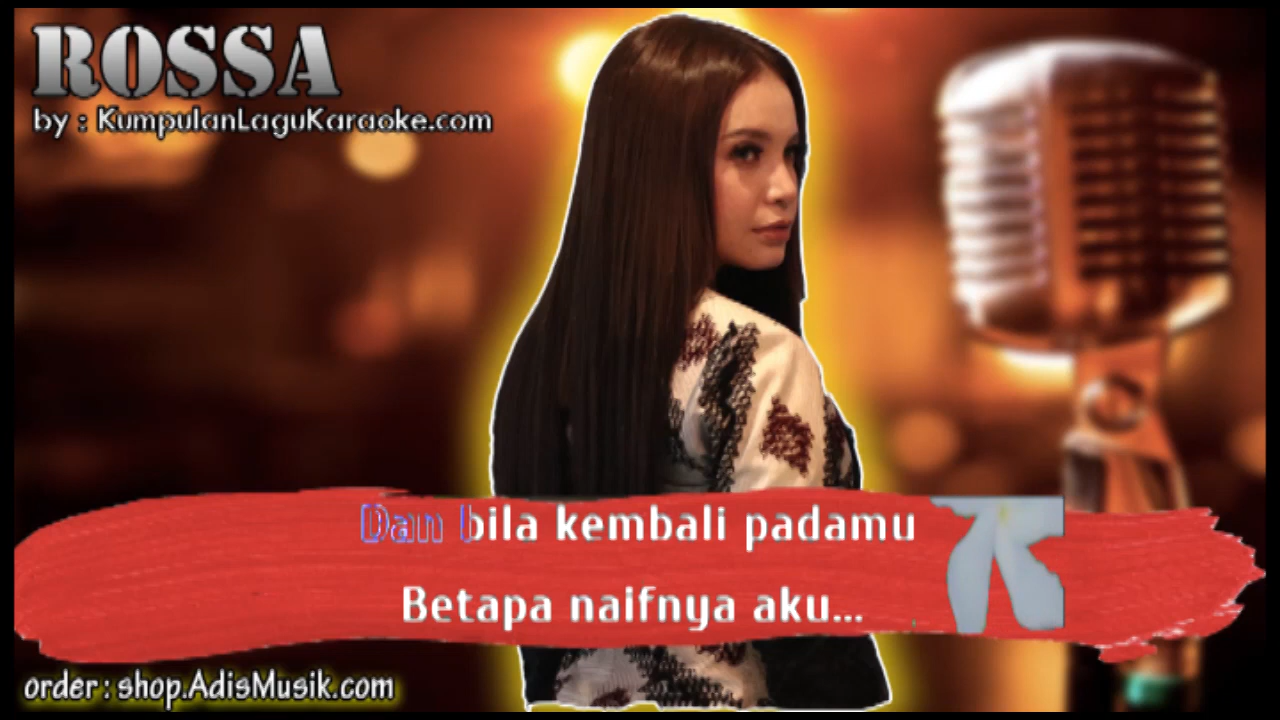 ROSSA
by : KumpulanLaguKaraoke.com
Dan bila kembali padamu
Betapa naifnya aku...
order : shop.AdisMusik.com